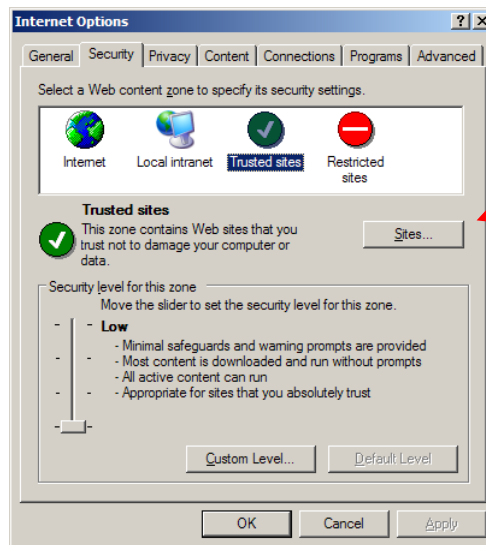 Internet Options
General Security Privacy Content Connections Programs Advanced
Select a Web content zone to specify its security settings.
Internet Local intranet Trusted sites Restricted
sites
Trusted sites
This zone contains Web sites that you
trust not to damage your computer or
data.
Sites...
Security level for this zone
Move the slider to set the security level for this zone.
Low
- Minimal safeguards and warning prompts are provided
- Most content is downloaded and run without prompts
- All active content can run
- Appropriate for sites that you absolutely trust
Custom Level... Default Level
OK Cancel Apply